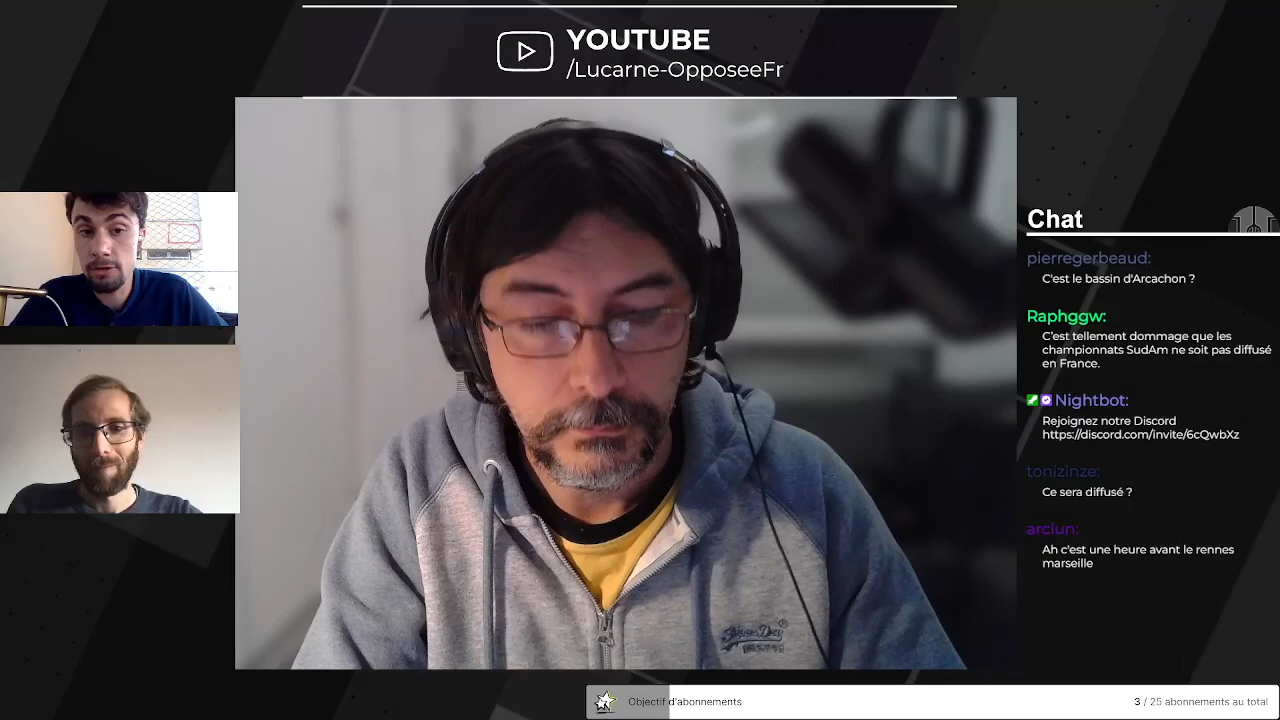 YOUTUBE
/Lucarne-OpposeeFr
Chat
pierregerbeaud:
C'est le bassin d'Arcachon ?
Raphggw:
C'est tellement dommage que les
championnats SudAm ne soit pas diffusé
en France.
Nightbot:
Rejoignez notre Discord
https://discord.com/invite/6cQwbXz
tonizinze:
Ce sera diffusé ?
arclun:
Ah c'est une heure avant le rennes
marseille
Objectif d'abonnements
3 / 25 abonnements au total